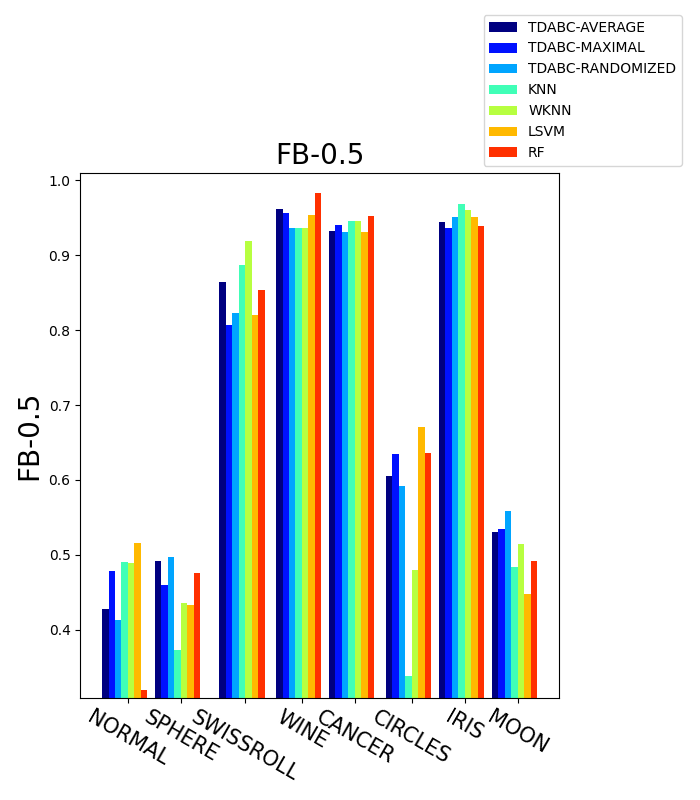 TDABC-AVERAGE
TDABC-MAXIMAL
TDABC-RANDOMIZED
KNN
WKNN
LSVM
RF
FB-0.5
1.0
0.9
0.8
0.7
0.6
0.5
0.4
FB-0.5
NORMAL
SPHERE
SWISSROLL
WINE
CANCER
CIRCLES
IRIS
MOON